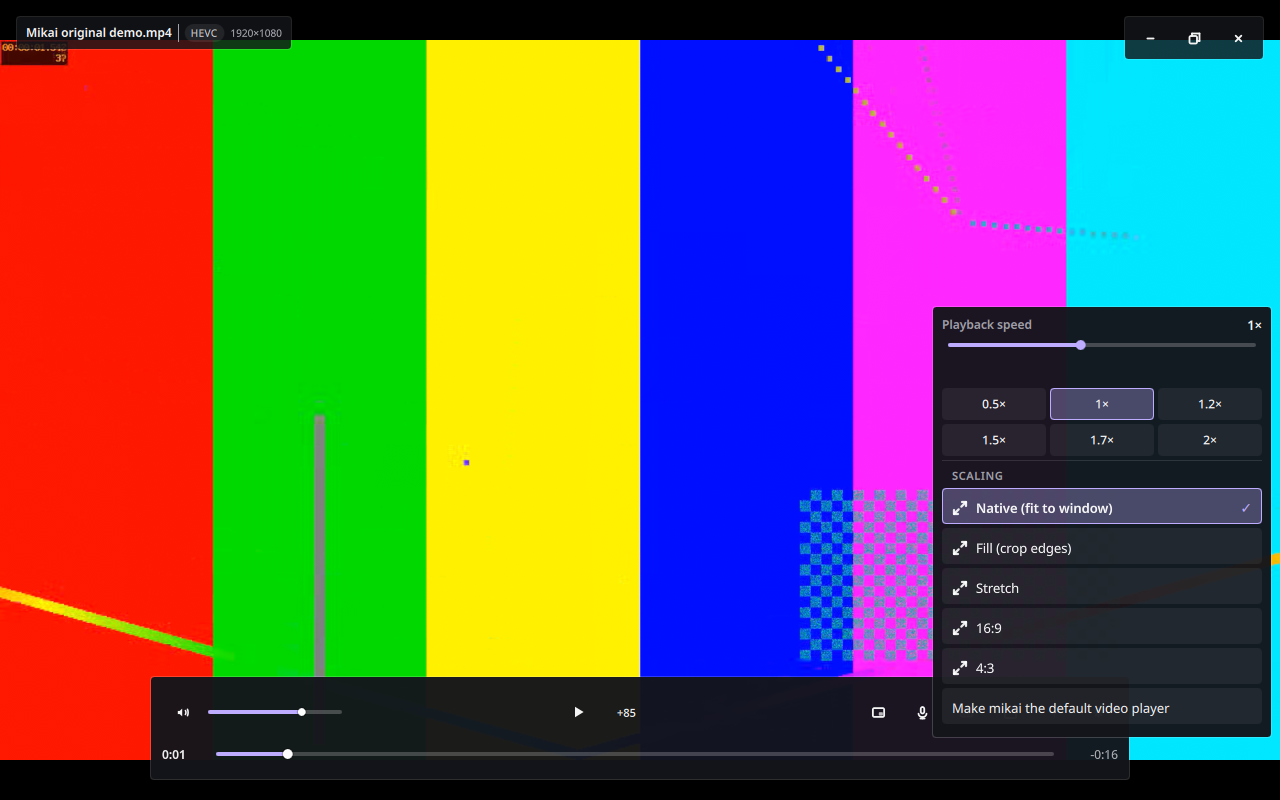 Mikai original demo.mp4 HEVC 1920×1080
Playback speed 1×
0.5× 1× 1.2×
1.5× 1.7× 2×
SCALING
Native (fit to window) ✓
Fill (crop edges)
Stretch
16:9
4:3
Make mikai the default video player
+85
0:01 -0:16